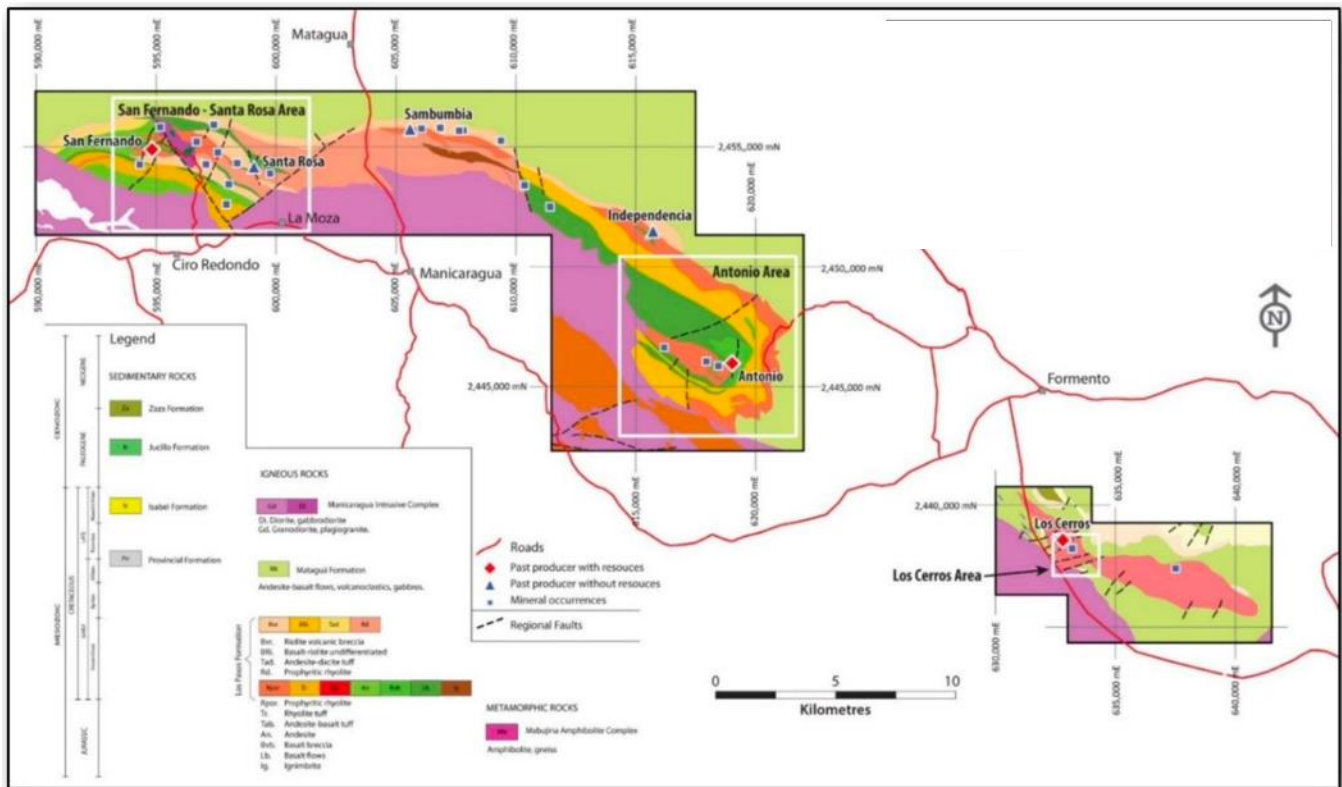 Matagua
590,000 mE
595,000 mE
600,000 mE
605,000 mE
610,000 mE
615,000 mE
San Fernando - Santa Rosa Area
San Fernando
Santa Rosa
Sambumbia
2,455,000 mN
620,000 mE
La Moza
Independencia
Ciro Redondo
Manicaragua
Antonio Area
2,450,,000 mN
590,000 mE
595,000 mE
600,000 mE
605,000 mE
610,000 mE
Antonio
2,445,,000 mN
Formento
615,000 mE
620,000 mE
635,000 mE
640,000 mE
2,440,,000 mN
Los Cerros
Los Cerros Area
630,000 mE
635,000 mE
640,000 mE
Legend
SEDIMENTARY ROCKS
Zaza Formation
Jucillo Formation
Isabel Formation
Provincial Formation
NEOGENE
PALEOGENE
CENOZOIC
CRETACEOUS
MESOZOIC
JURASSIC
IGNEOUS ROCKS
Manicaragua Intrusive Complex
Di. Diorite, gabbrodiorite
Gd. Granodiorite, plagiogranite.
Mataguá Formation
Andesite-basalt flows, volcanoclastics, gabbros.
Los Pasos Formation
Bvr. Riolite volcanic breccia
BRi. Basalt-riolite undifferentiated
Tad. Andesite-dacite tuff
Rd. Prophyritic rhyolite
Rpor. Prophyritic rhyolite
Tr. Rhyolite tuff
Tab. Andesite-basalt tuff
An. Andesite
Bvb. Basalt breccia
Lb. Basalt flows
Ig. Ignimbrite
Roads
Past producer with resouces
Past producer without resouces
Mineral occurrences
Regional Faults
METAMORPHIC ROCKS
Mabujina Amphibolite Complex
Amphibolite, gneiss
0 5 10
Kilometres
N